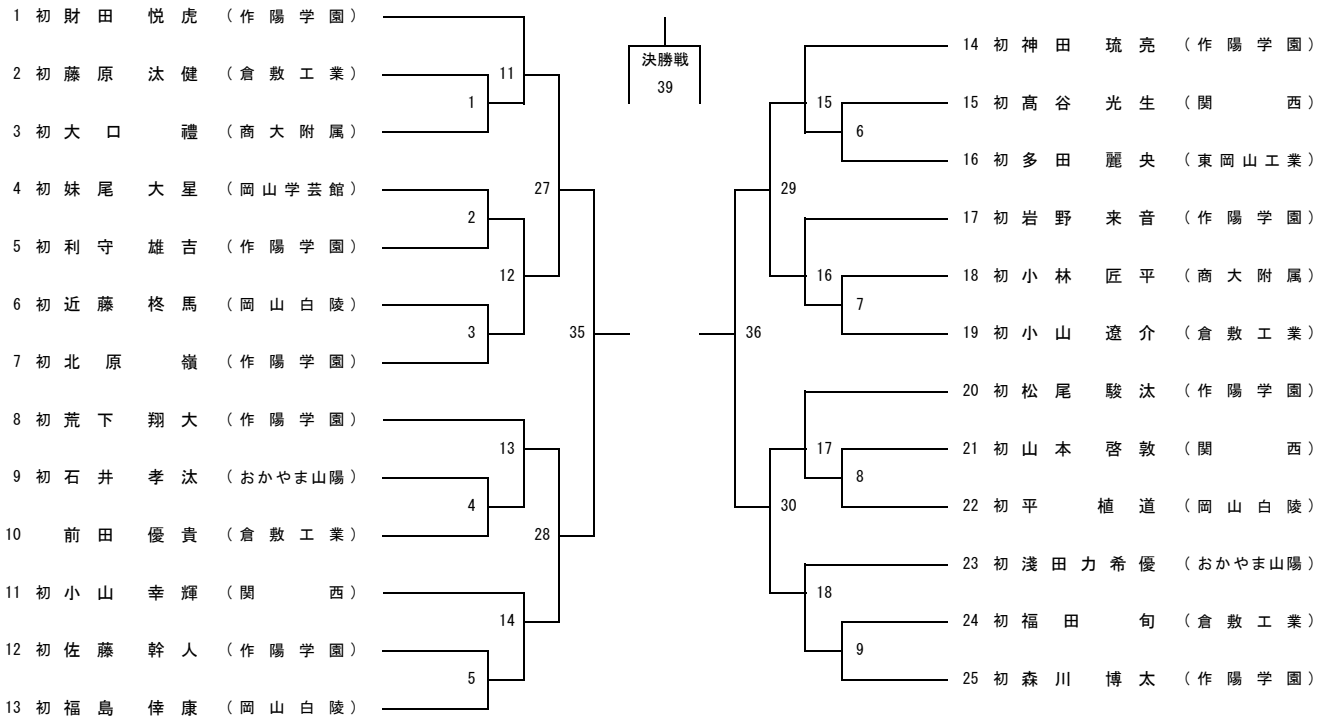 1 初 財田 悦虎 (作陽学園)
2 初 藤原 汰健 (倉敷工業)
3 初 大口 禮 (商大附属)
4 初 妹尾 大星 (岡山学芸館)
5 初 利守 雄吉 (作陽学園)
6 初 近藤 柊馬 (岡山白陵)
7 初 北原 嶺 (作陽学園)
8 初 荒下 翔大 (作陽学園)
9 初 石井 孝汰 (おかやま山陽)
10 前田 優貴 (倉敷工業)
11 初 小山 幸輝 (関西)
12 初 佐藤 幹人 (作陽学園)
13 初 福島 倖康 (岡山白陵)
1
2
3
4
5
11
12
13
14
27
28
35
決勝戦
39
36
29
30
15
16
17
18
6
7
8
9
14 初 神田 琉亮 (作陽学園)
15 初 髙谷 光生 (関西)
16 初 多田 麗央 (東岡山工業)
17 初 岩野 来音 (作陽学園)
18 初 小林 匠平 (商大附属)
19 初 小山 遼介 (倉敷工業)
20 初 松尾 駿汰 (作陽学園)
21 初 山本 啓敦 (関西)
22 初 平 植道 (岡山白陵)
23 初 淺田力希優 (おかやま山陽)
24 初 福田 旬 (倉敷工業)
25 初 森川 博太 (作陽学園)